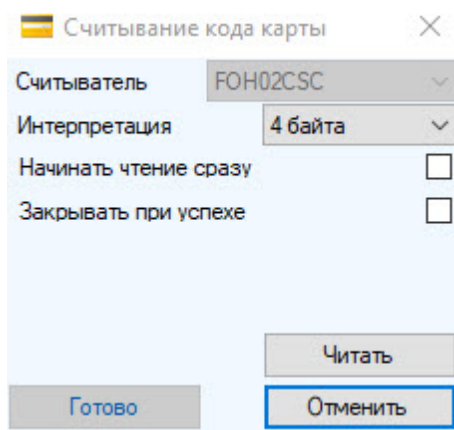 Считывание кода карты
Считыватель FOH02CSC
Интерпретация 4 байта
Начинать чтение сразу
Закрывать при успехе
Читать
Готово Отменить